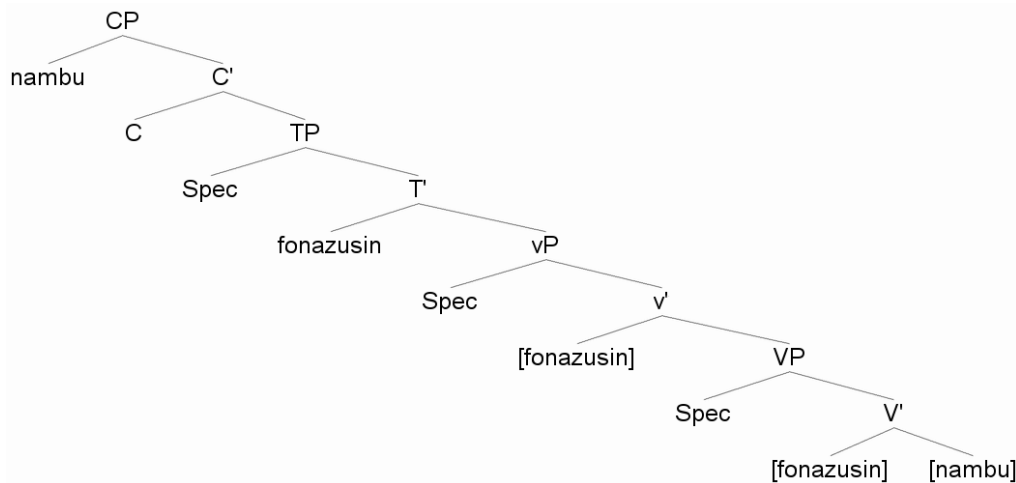 CP
nambu C'
C TP
Spec T'
fonazusin vP
Spec v'
[fonazusin] VP
Spec V'
[fonazusin] [nambu]